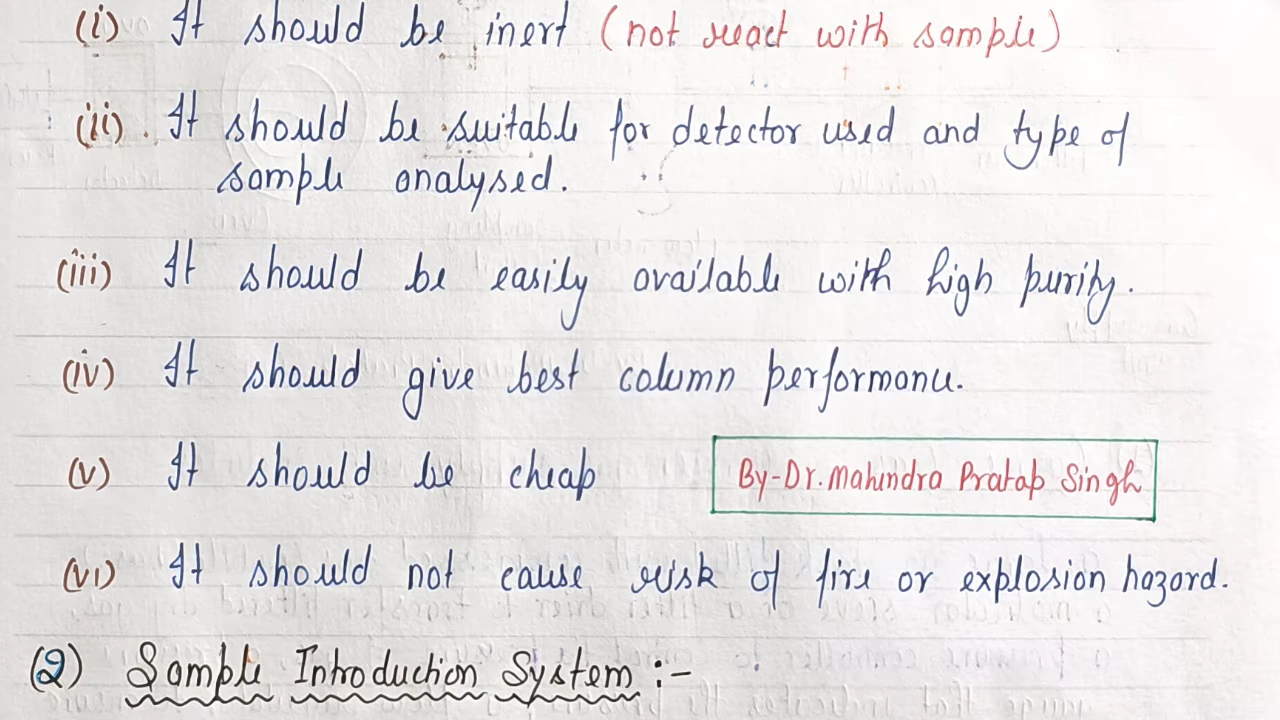 (i) It should be inert (not react with sample)
(ii). It should be suitable for detector used and type of
sample analysed.
(iii) It should be easily available with high purity.
(iv) It should give best column performance.
(v) It should be cheap
By-Dr. Mahindra Pratap Singh
(vi) It should not cause risk of fire or explosion hazard.
(2) Sample Introduction System :-